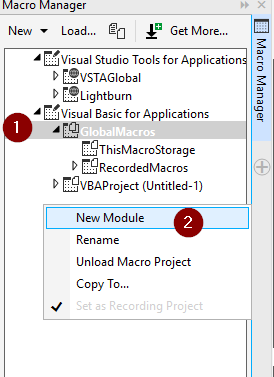 Macro Manager
New Load... Get More...
Visual Studio Tools for Applications
VSTAGlobal
Lightburn
Visual Basic for Applications
1 GlobalMacros
ThisMacroStorage
RecordedMacros
VBAProject (Untitled-1)
New Module 2
Rename
Unload Macro Project
Copy To...
Set as Recording Project
Macro Manager